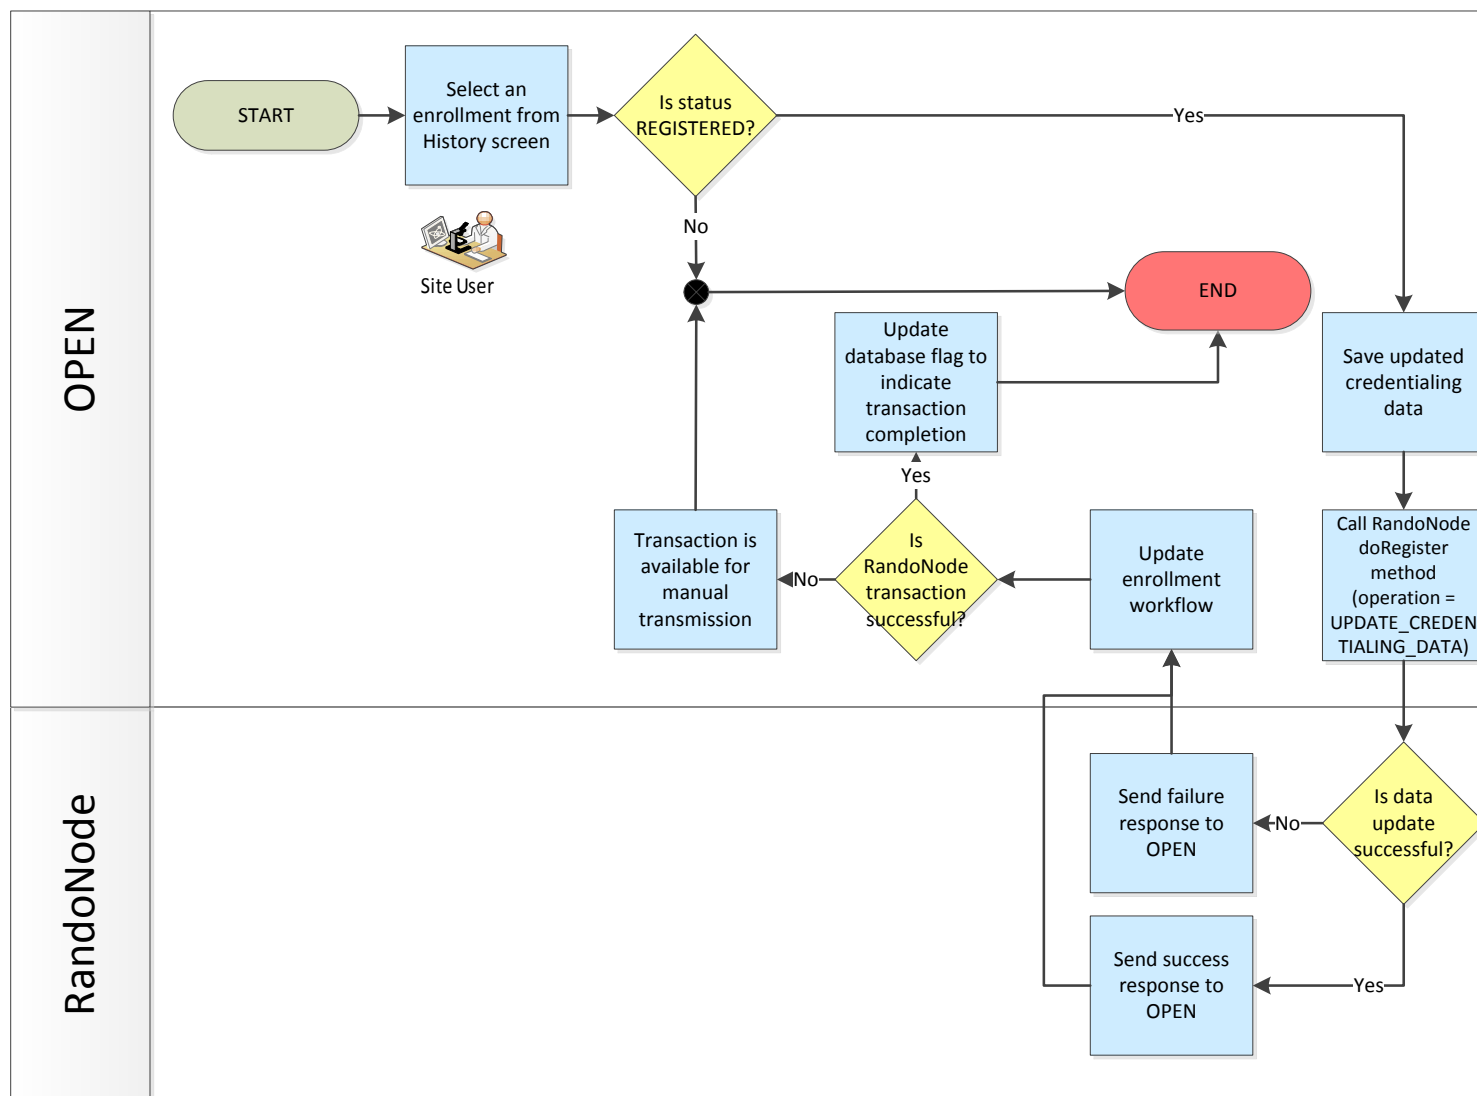 OPEN
START
Select an
enrollment from
History screen
Site User
Is status
REGISTERED?
Yes
No
END
Update
database flag to
indicate
transaction
completion
Save updated
credentialing
data
Yes
Transaction is
available for
manual
transmission
No
Is
RandoNode
transaction
successful?
Update
enrollment
workflow
Call RandoNode
doRegister
method
(operation =
UPDATE_CREDEN
TIALING_DATA)
RandoNode
Send failure
response to
OPEN
No
Is data
update
successful?
Send success
response to
OPEN
Yes